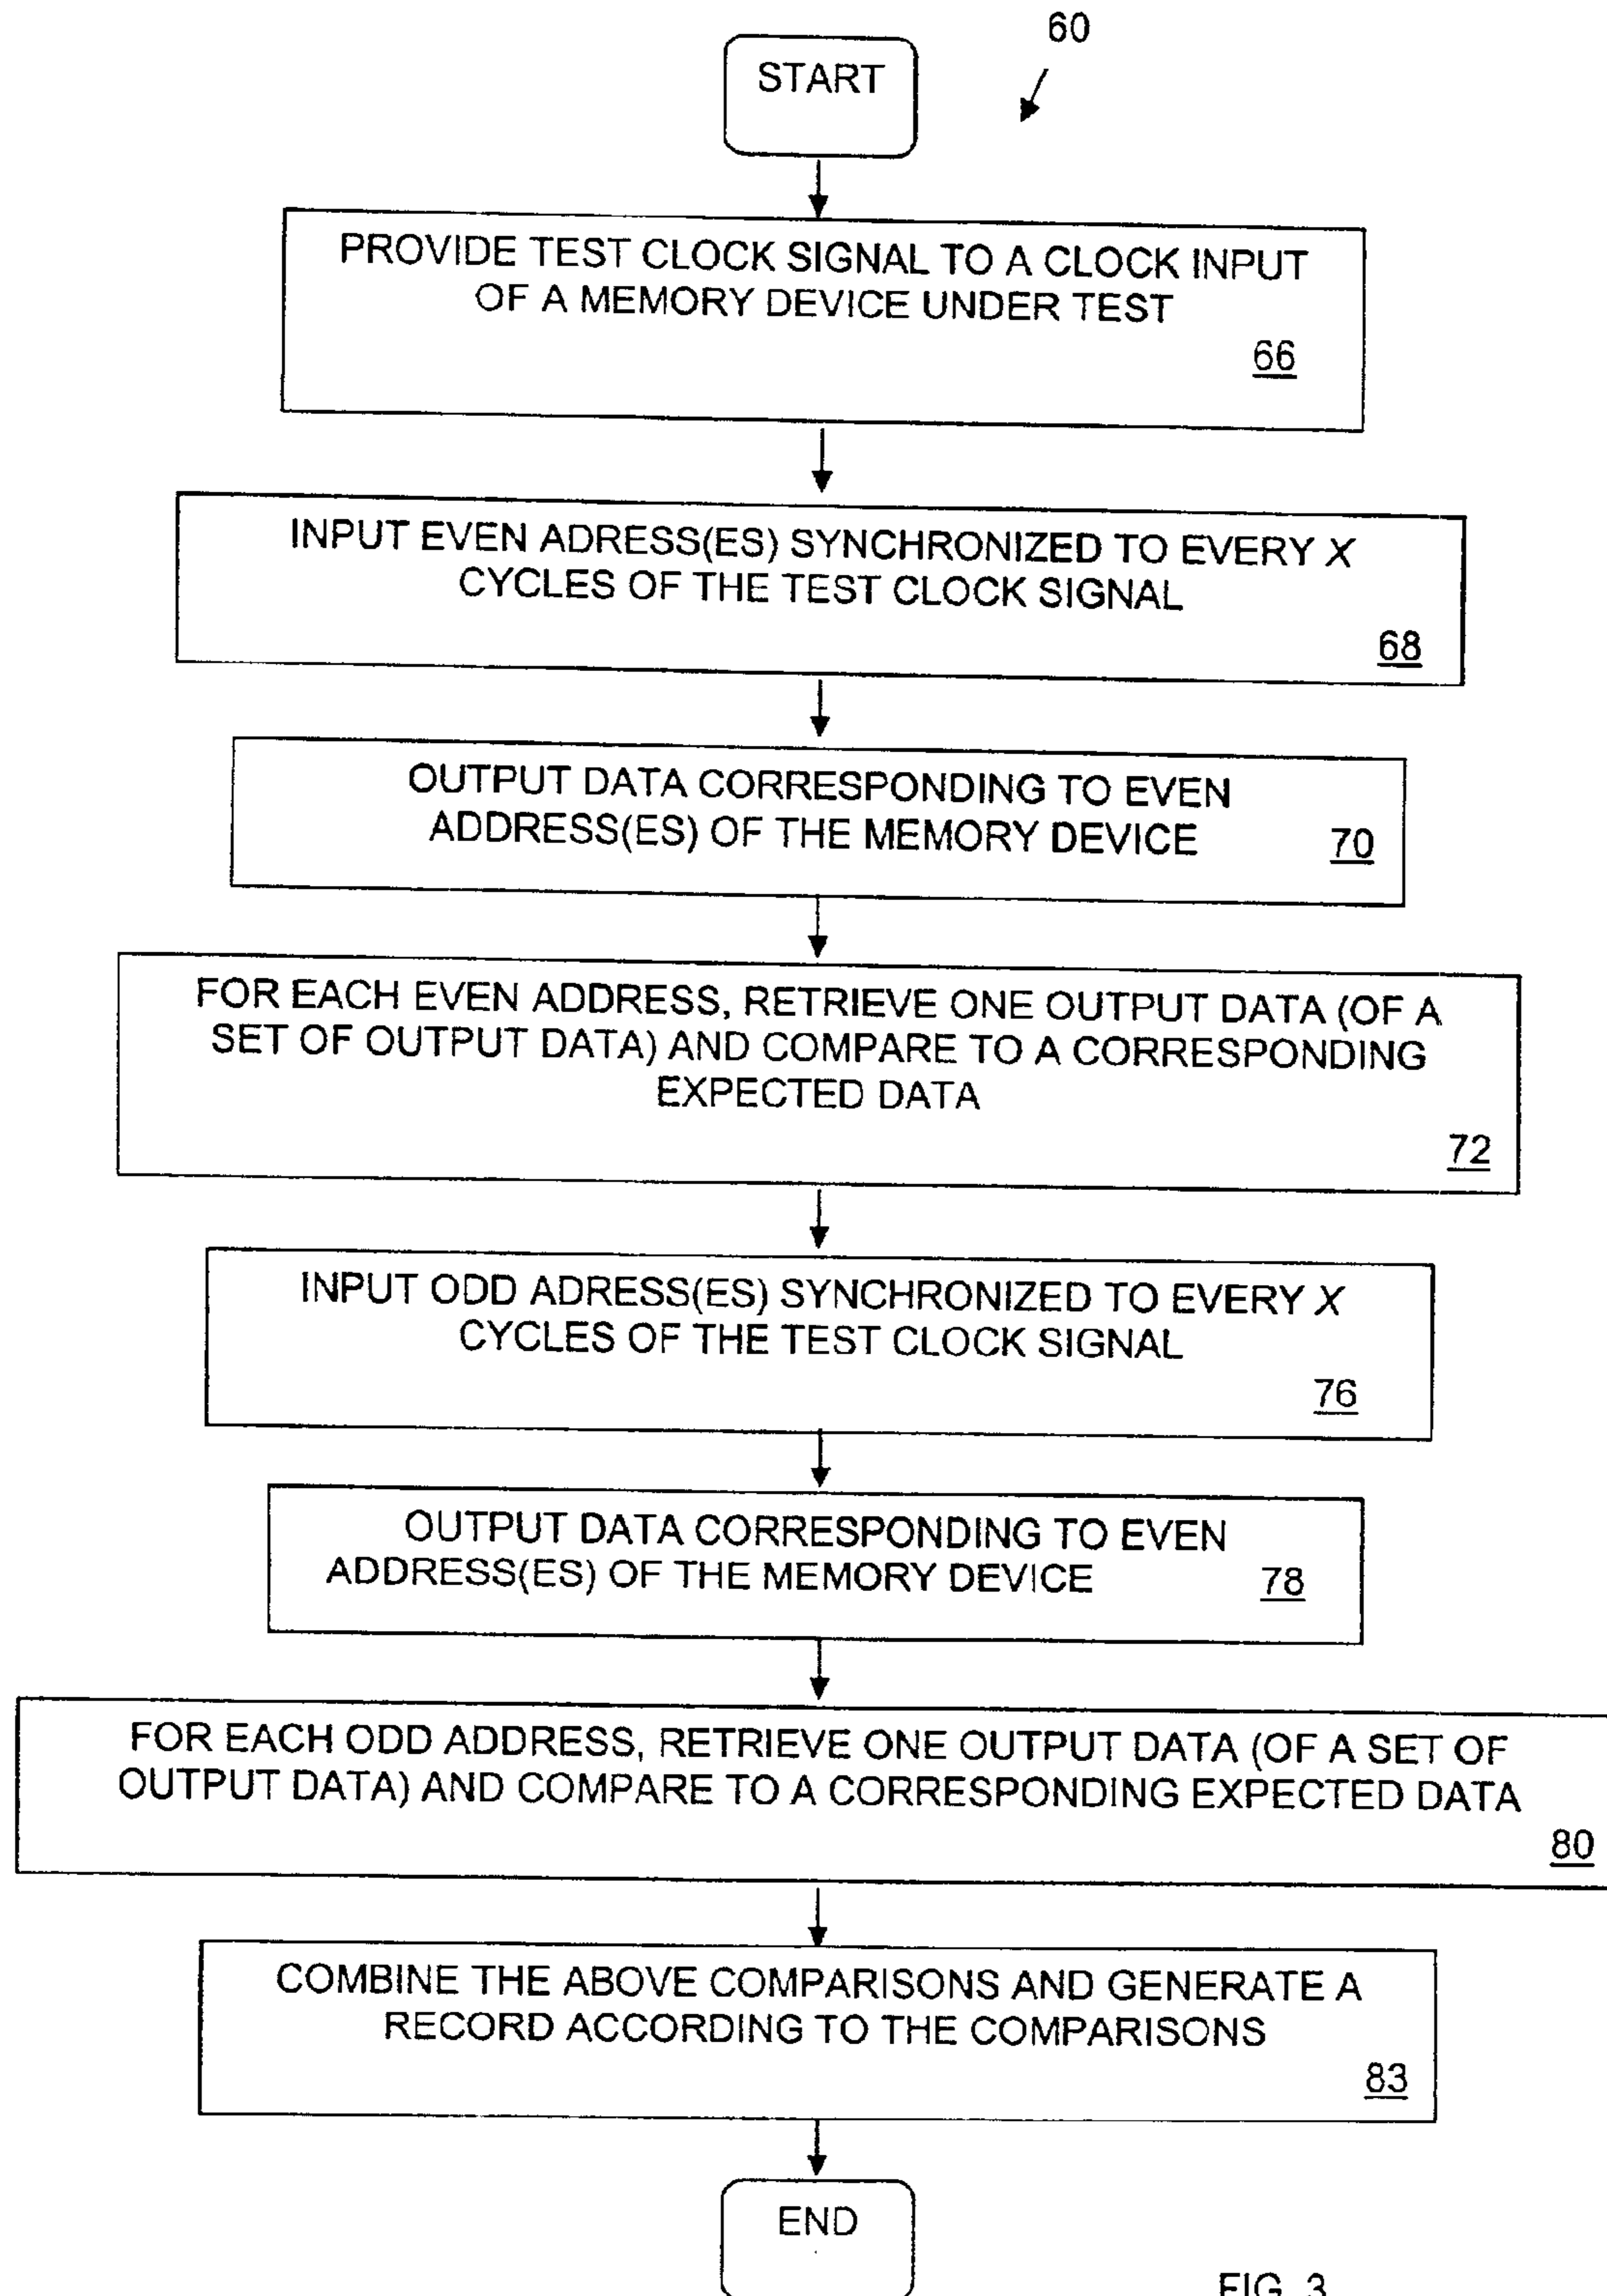 60
START
PROVIDE TEST CLOCK SIGNAL TO A CLOCK INPUT
OF A MEMORY DEVICE UNDER TEST
66
INPUT EVEN ADRESS(ES) SYNCHRONIZED TO EVERY X
CYCLES OF THE TEST CLOCK SIGNAL
68
OUTPUT DATA CORRESPONDING TO EVEN
ADDRESS(ES) OF THE MEMORY DEVICE
70
FOR EACH EVEN ADDRESS, RETRIEVE ONE OUTPUT DATA (OF A
SET OF OUTPUT DATA) AND COMPARE TO A CORRESPONDING
EXPECTED DATA
72
INPUT ODD ADRESS(ES) SYNCHRONIZED TO EVERY X
CYCLES OF THE TEST CLOCK SIGNAL
76
OUTPUT DATA CORRESPONDING TO EVEN
ADDRESS(ES) OF THE MEMORY DEVICE
78
FOR EACH ODD ADDRESS, RETRIEVE ONE OUTPUT DATA (OF A SET OF
OUTPUT DATA) AND COMPARE TO A CORRESPONDING EXPECTED DATA
80
COMBINE THE ABOVE COMPARISONS AND GENERATE A
RECORD ACCORDING TO THE COMPARISONS
83
END
FIG. 3